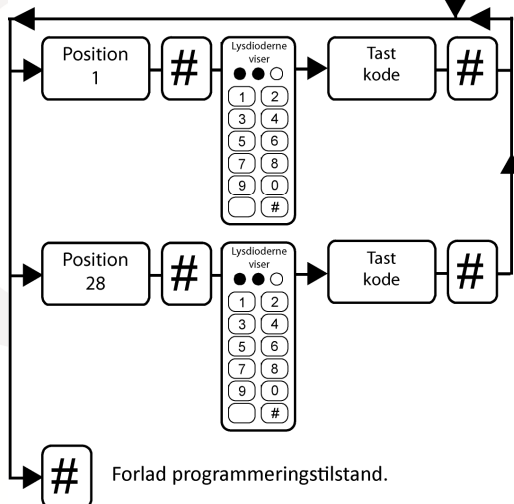 Position
1
#
Lysdioderne
viser
1 2
3 4
5 6
7 8
9 0
#
Tast
kode
#
Position
28
#
Lysdioderne
viser
1 2
3 4
5 6
7 8
9 0
#
Tast
kode
#
# Forlad programmeringstilstand.